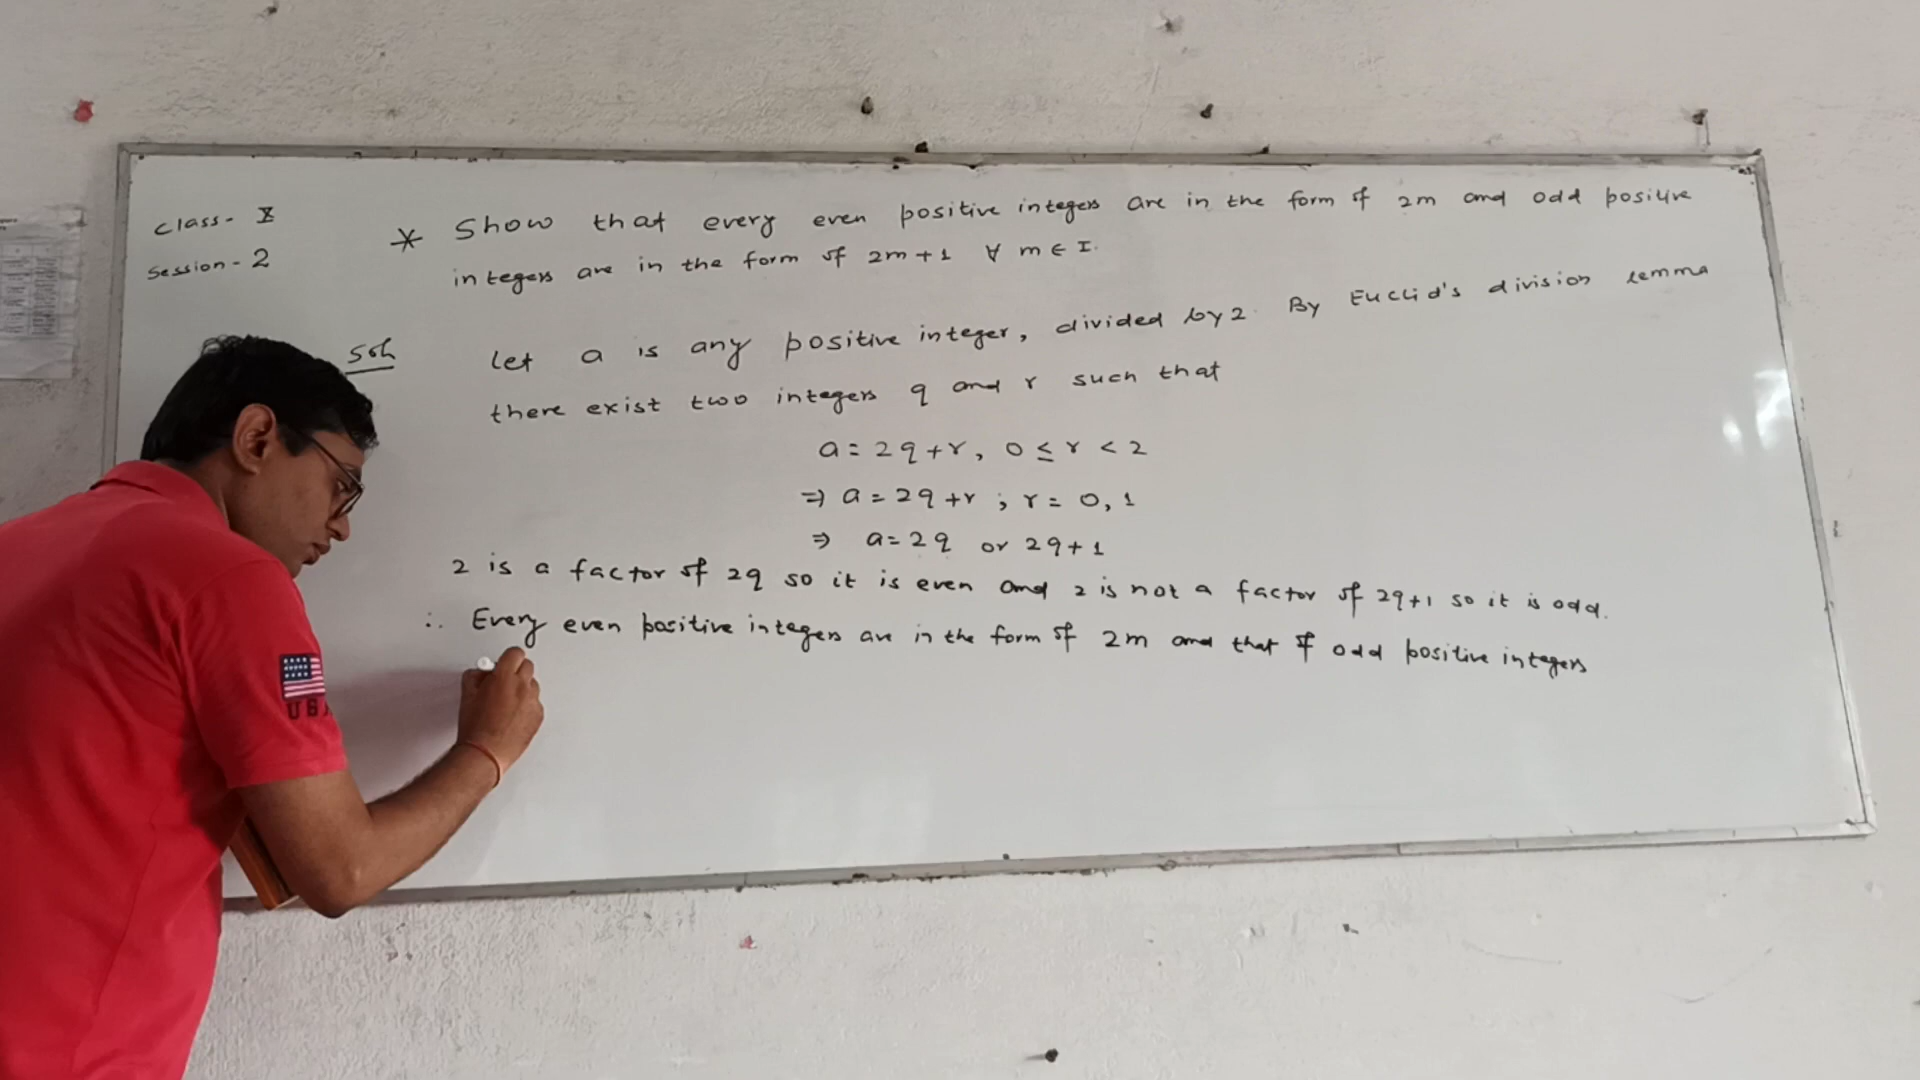 Class - X
Session - 2
* Show that every even positive integers are in the form of 2m and odd positive
integers are in the form of 2m+1 ∀ m ∈ I.
Soln
Let a is any positive integer, divided by 2. By Euclid's division lemma
there exist two integers q and r such that
a = 2q + r, 0 ≤ r < 2
⇒ a = 2q + r ; r = 0, 1
⇒ a = 2q or 2q + 1
2 is a factor of 2q so it is even and 2 is not a factor of 2q+1 so it is odd.
∴ Every even positive integers are in the form of 2m and that of odd positive integers
USA